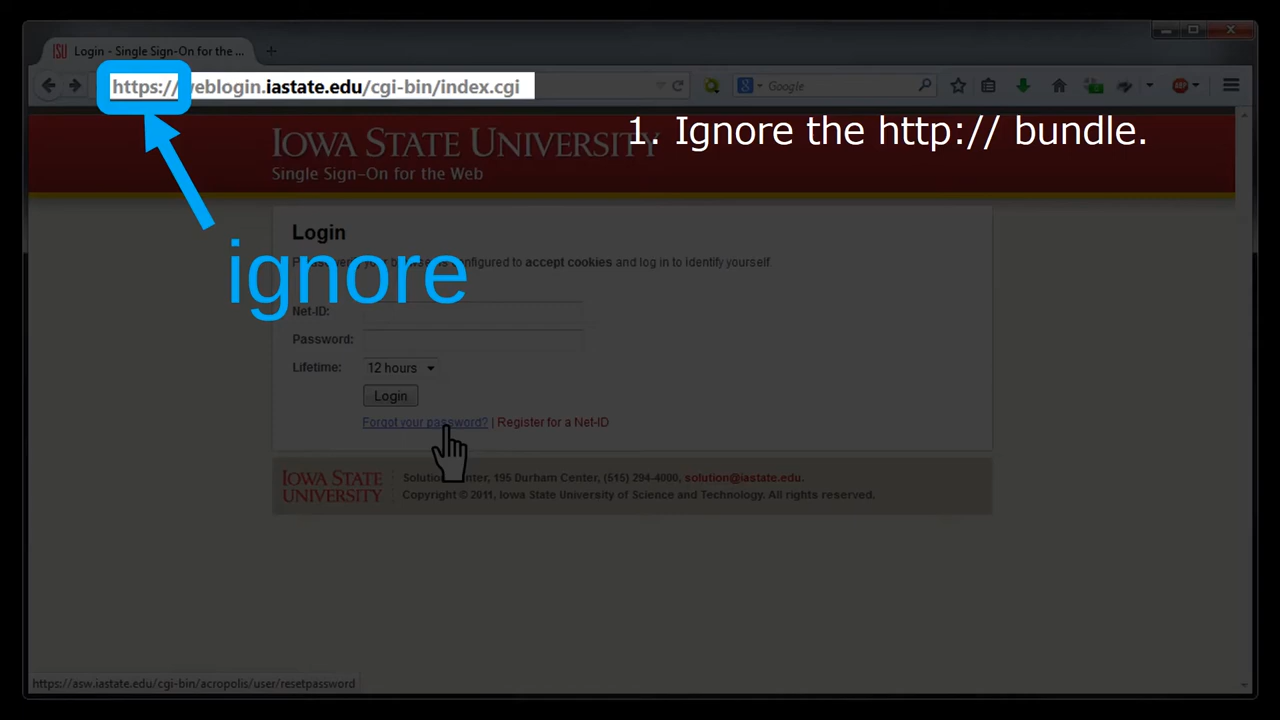 Login - Single Sign-On for the ...
https://weblogin.iastate.edu/cgi-bin/index.cgi
Google
1. Ignore the http:// bundle.
IOWA STATE UNIVERSITY
Single Sign-On for the Web
ignore
Login
your configured to accept cookies and log in to identify yourself.
Net-ID:
Password:
Lifetime: 12 hours
Login
Forgot your password? | Register for a Net-ID
IOWA STATE
UNIVERSITY
Solution Center, 195 Durham Center, (515) 294-4000, solution@iastate.edu.
Copyright © 2011, Iowa State University of Science and Technology. All rights reserved.
https://asw.iastate.edu/cgi-bin/acropolis/user/resetpassword